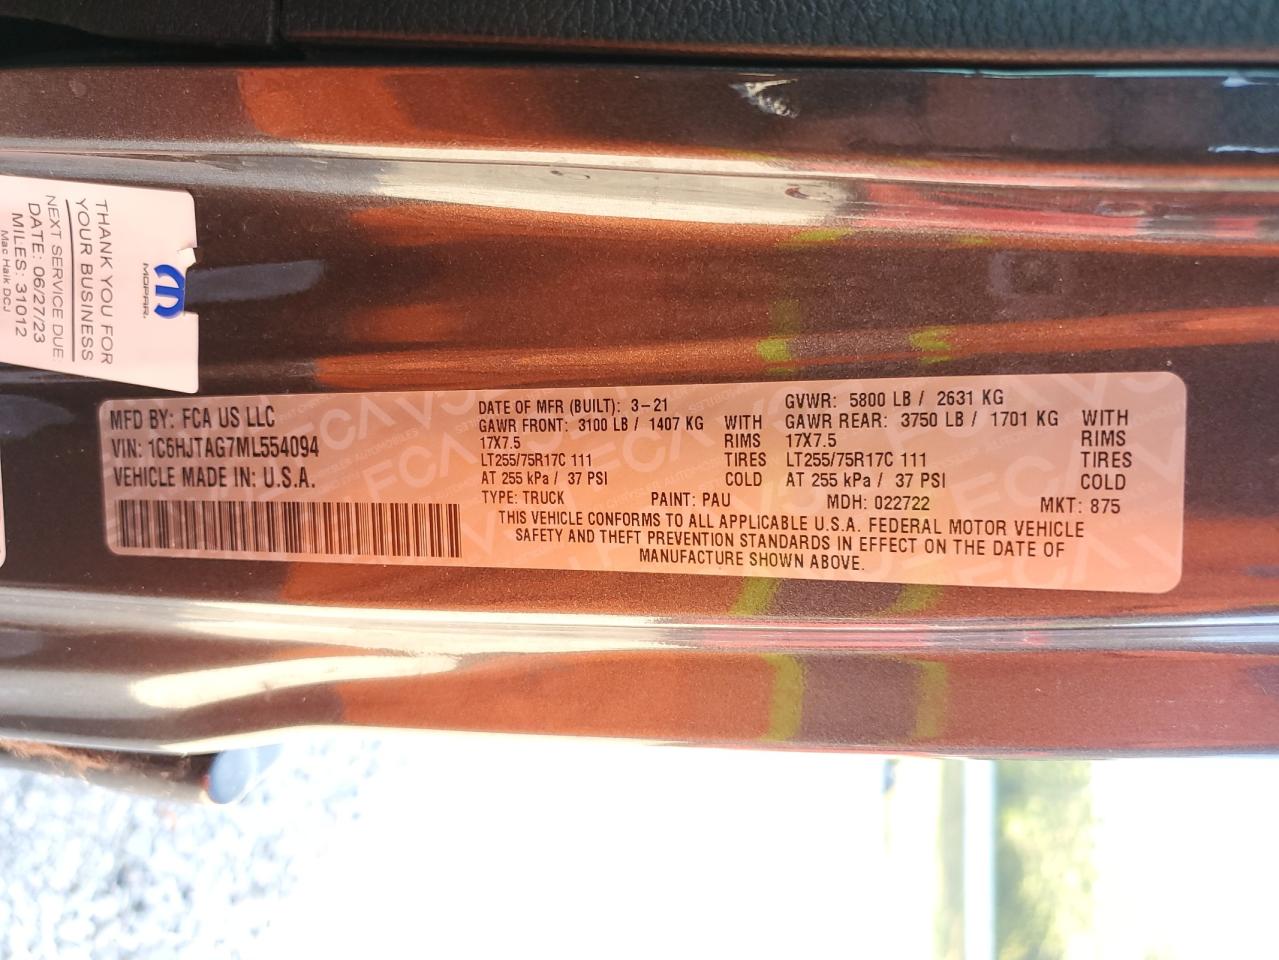 THANK YOU FOR
YOUR BUSINESS
NEXT SERVICE DUE
DATE: 06/27/23
MILES: 31012
Mac Haik DCJ
MOPAR.
MFD BY: FCA US LLC
VIN: 1C6HJTAG7ML554094
VEHICLE MADE IN: U.S.A.
DATE OF MFR (BUILT): 3-21 GVWR: 5800 LB / 2631 KG
GAWR FRONT: 3100 LB / 1407 KG WITH GAWR REAR: 3750 LB / 1701 KG WITH
17X7.5 RIMS 17X7.5 RIMS
LT255/75R17C 111 TIRES LT255/75R17C 111 TIRES
AT 255 kPa / 37 PSI COLD AT 255 kPa / 37 PSI COLD
TYPE: TRUCK PAINT: PAU MDH: 022722 MKT: 875
THIS VEHICLE CONFORMS TO ALL APPLICABLE U.S.A. FEDERAL MOTOR VEHICLE
SAFETY AND THEFT PREVENTION STANDARDS IN EFFECT ON THE DATE OF
MANUFACTURE SHOWN ABOVE.